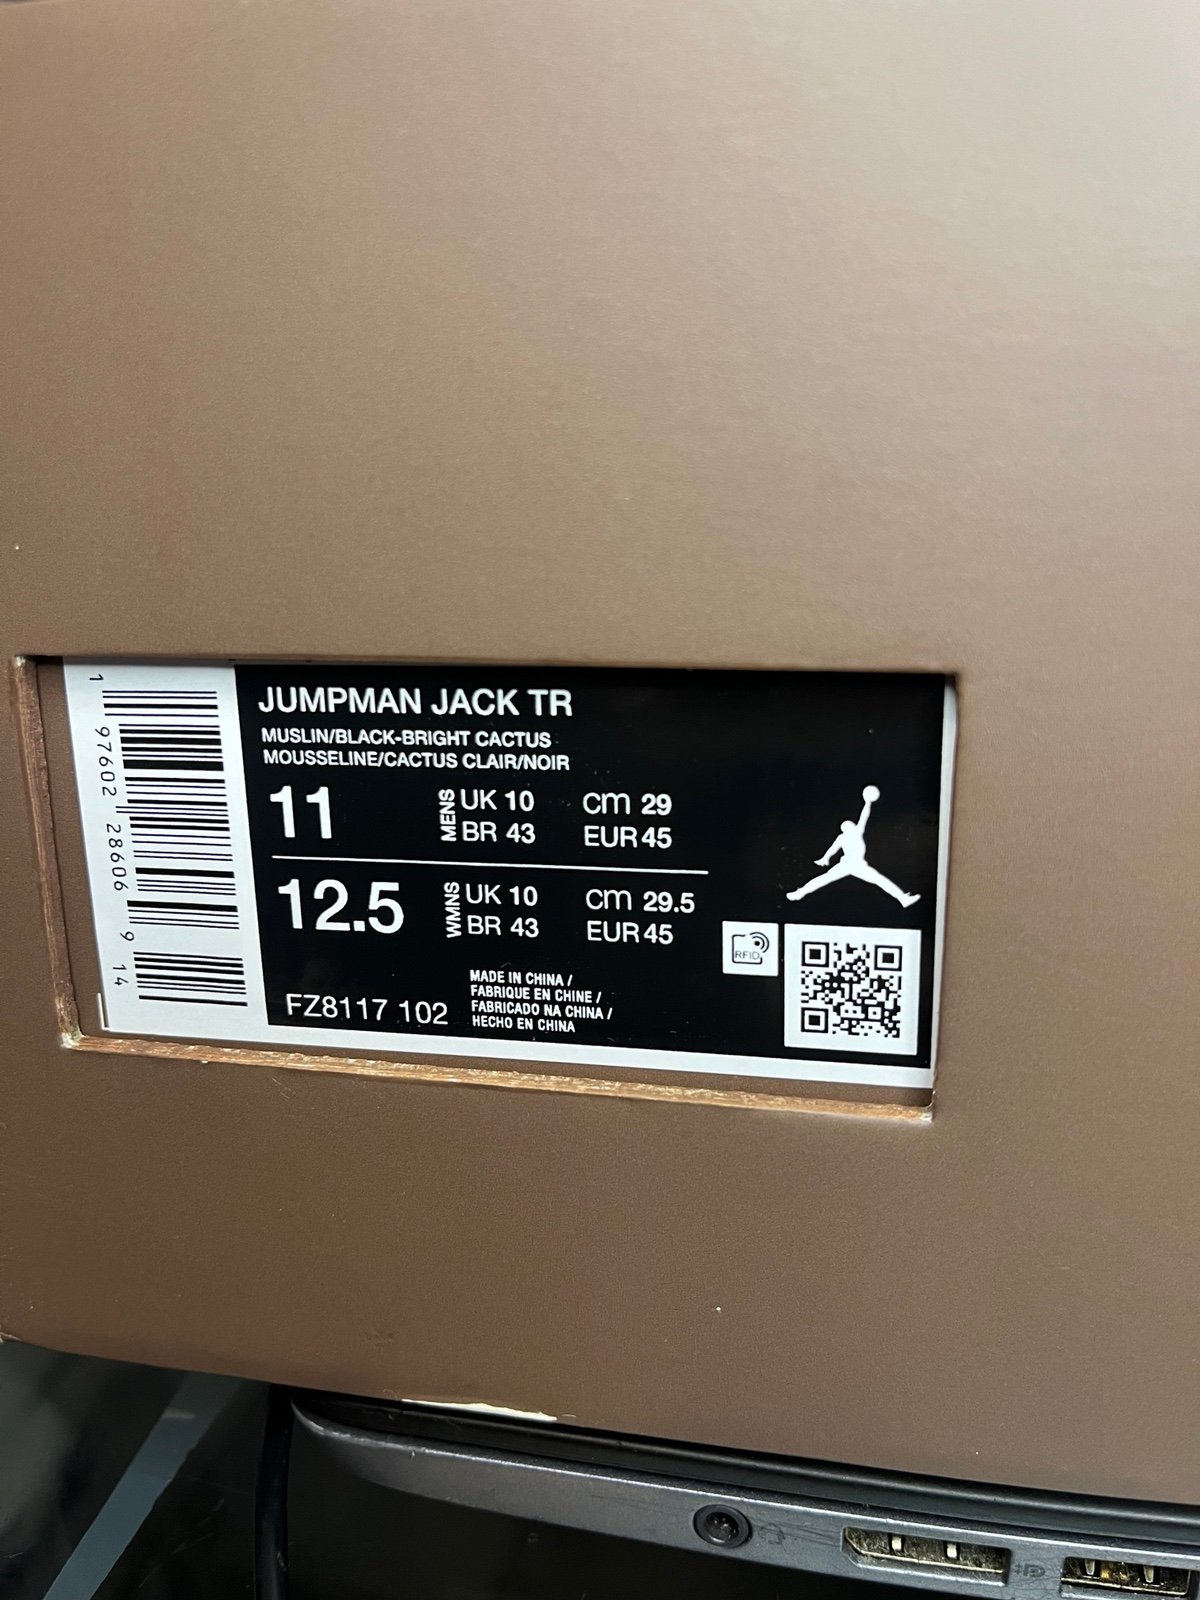 1 97602 28606 9 14
JUMPMAN JACK TR
MUSLIN/BLACK-BRIGHT CACTUS
MOUSSELINE/CACTUS CLAIR/NOIR
11 MENS UK 10 cm 29
BR 43 EUR 45
12.5 WMNS UK 10 cm 29.5
BR 43 EUR 45
RFID
FZ8117 102
MADE IN CHINA /
FABRIQUE EN CHINE /
FABRICADO NA CHINA /
HECHO EN CHINA